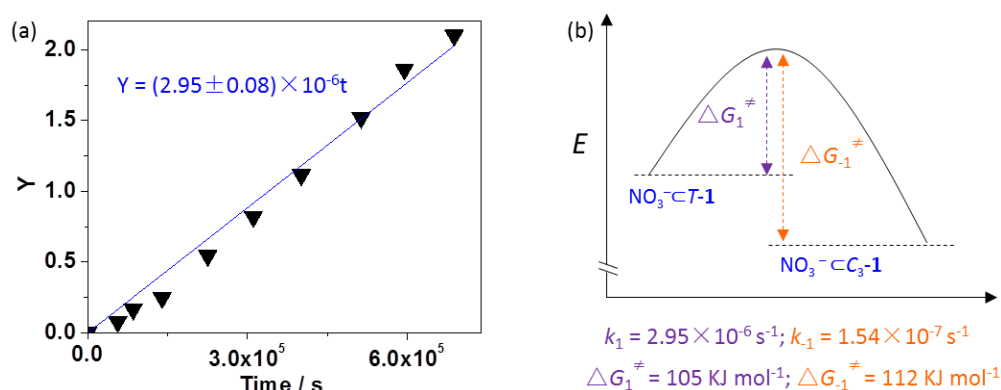 (a)
2.0
1.5
1.0
0.5
0.0
Y
Y = (2.95±0.08)×10⁻⁶t
0.0 3.0x10⁵ 6.0x10⁵
Time / s
(b)
E
△G₁≠
△G₋₁≠
NO₃⁻⊂T-1
NO₃⁻⊂C₃-1
k₁ = 2.95×10⁻⁶ s⁻¹; k₋₁ = 1.54×10⁻⁷ s⁻¹
△G₁≠ = 105 KJ mol⁻¹; △G₋₁≠ = 112 KJ mol⁻¹